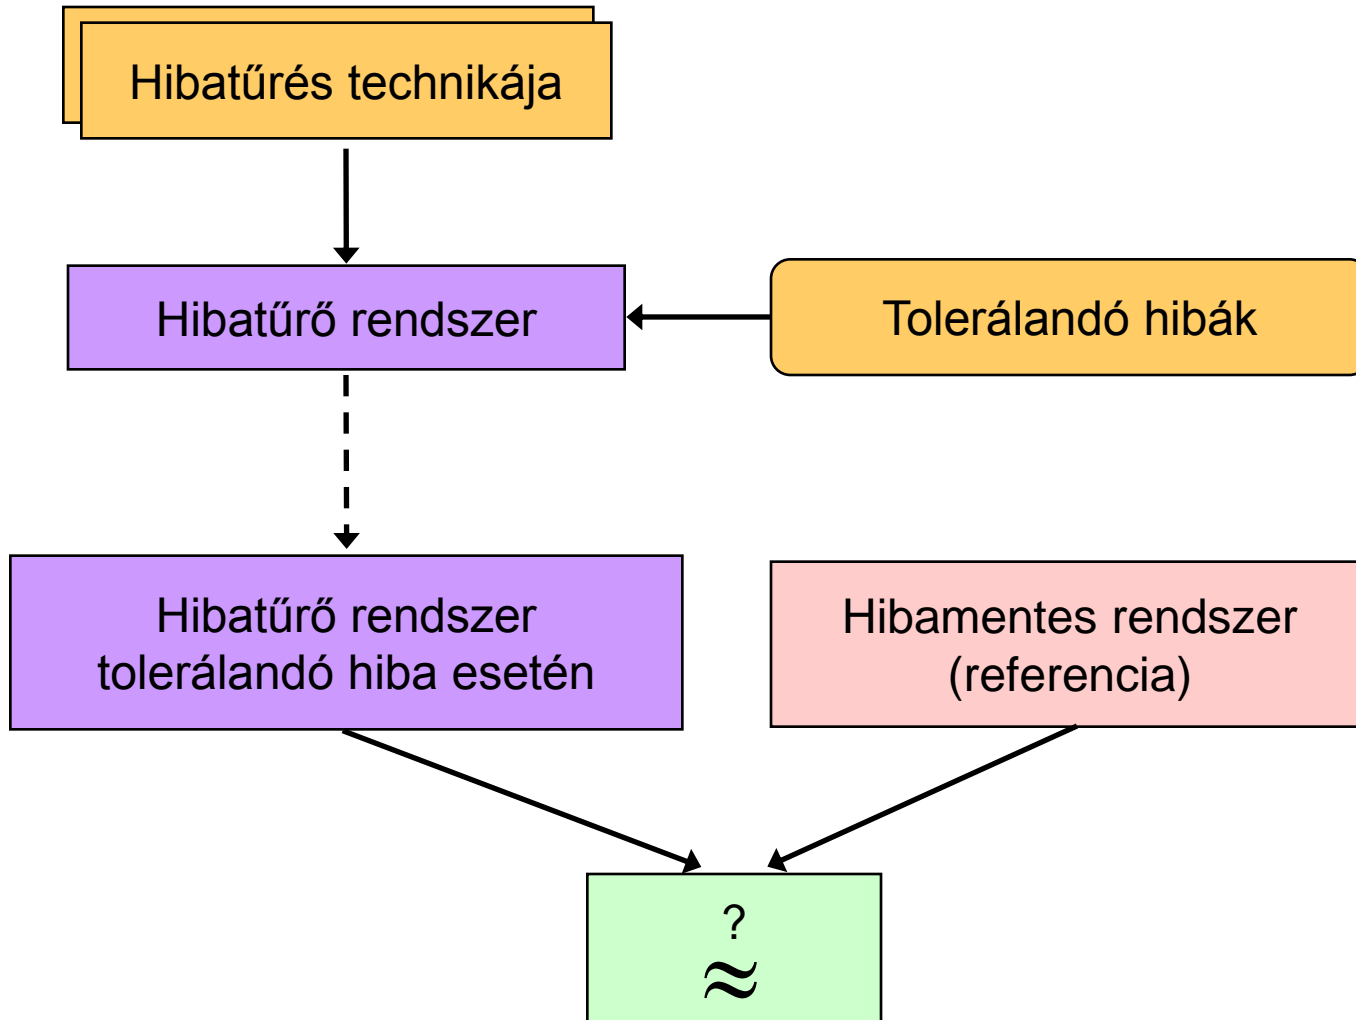 Hibatűrés technikája
Hibatűrő rendszer
Tolerálandó hibák
Hibatűrő rendszer
tolerálandó hiba esetén
Hibamentes rendszer
(referencia)
?
≈